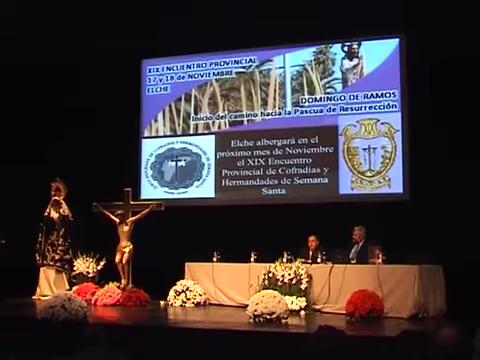 XIX ENCUENTRO PROVINCIAL
17 y 18 de NOVIEMBRE
ELCHE
DOMINGO DE RAMOS
Inicio del camino hacia la Pascua de Resurrección
Elche albergará en el
próximo mes de Noviembre
el XIX Encuentro
Provincial de Cofradías y
Hermandades de Semana
Santa